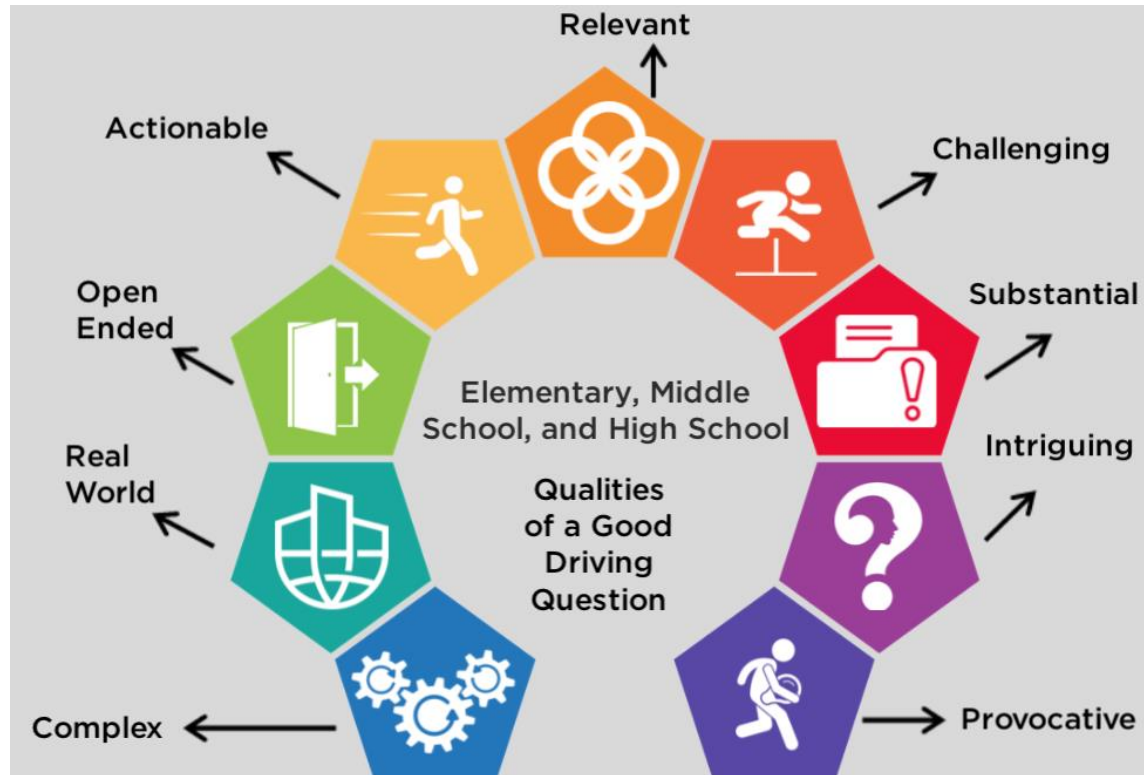 Relevant
Actionable
Challenging
Open
Ended
Substantial
Elementary, Middle
School, and High School
Real
World
Intriguing
Qualities
of a Good
Driving
Question
Complex
Provocative